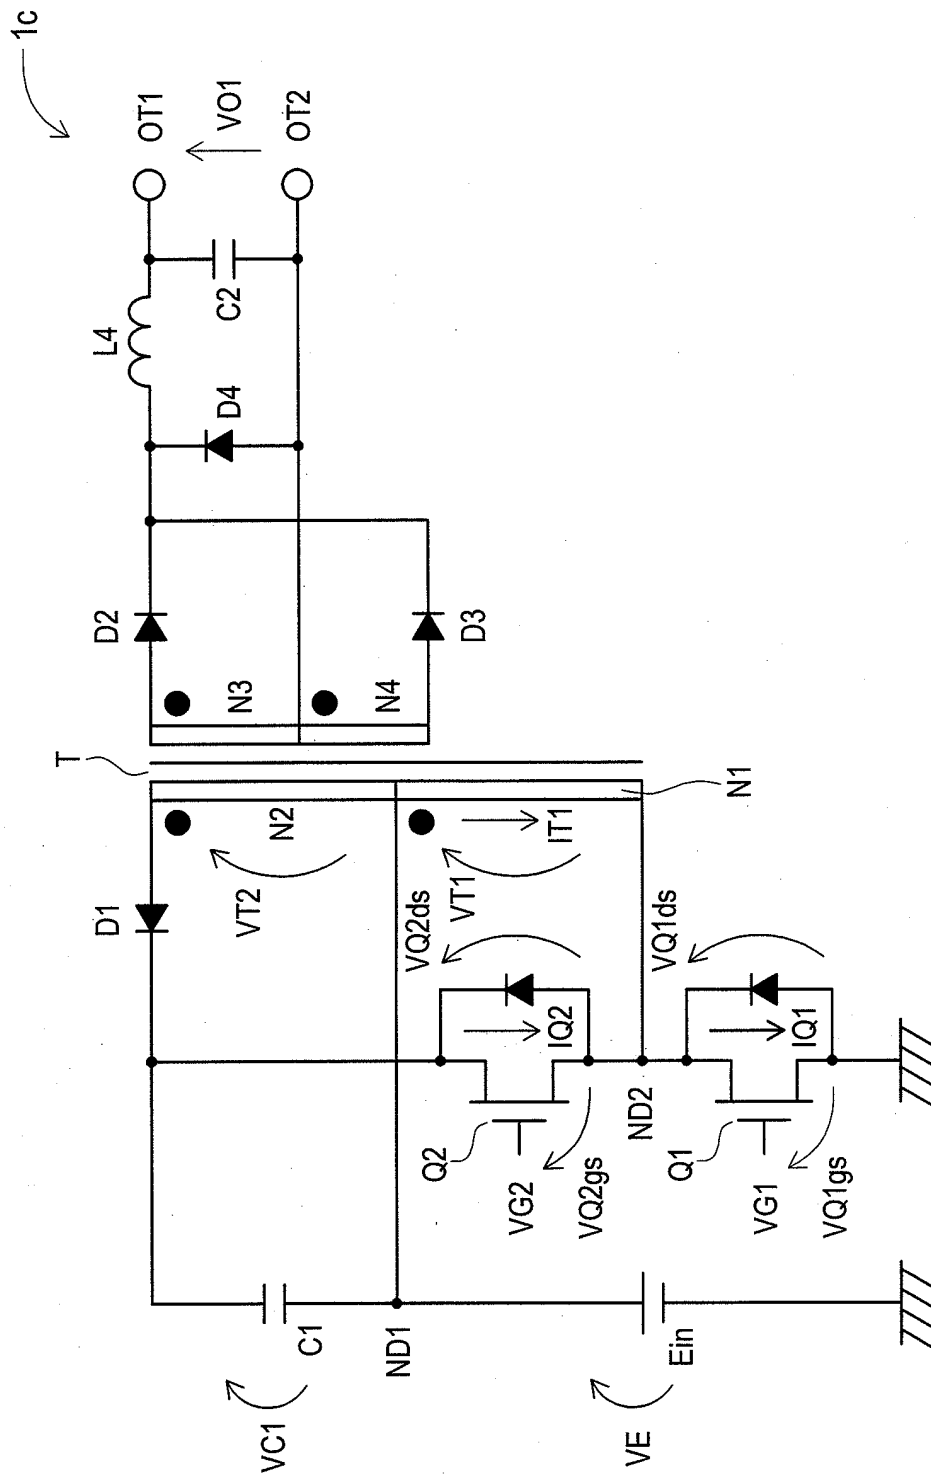 1c
OT1
VO1
OT2
L4
C2
D4
D2
D3
N3
N4
T
N1
N2
IT1
D1
VT2
VT1
VQ2ds
VQ1ds
IQ2
IQ1
ND2
Q2
VG2
VQ2gs
Q1
VG1
VQ1gs
C1
ND1
Ein
VC1
VE